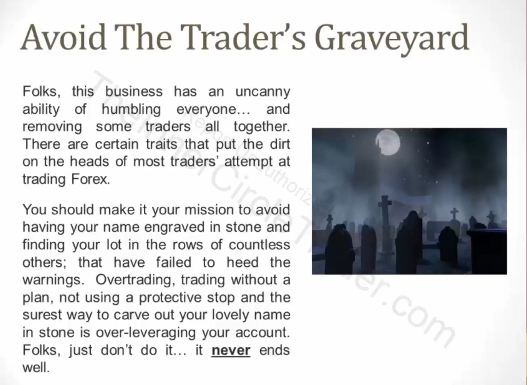 Avoid The Trader's Graveyard
Folks, this business has an uncanny
ability of humbling everyone… and
removing some traders all together.
There are certain traits that put the dirt
on the heads of most traders' attempt at
trading Forex.
You should make it your mission to avoid
having your name engraved in stone and
finding your lot in the rows of countless
others; that have failed to heed the
warnings. Overtrading, trading without a
plan, not using a protective stop and the
surest way to carve out your lovely name
in stone is over-leveraging your account.
Folks, just don't do it… it never ends
well.
TheInnerCircleTrader.com